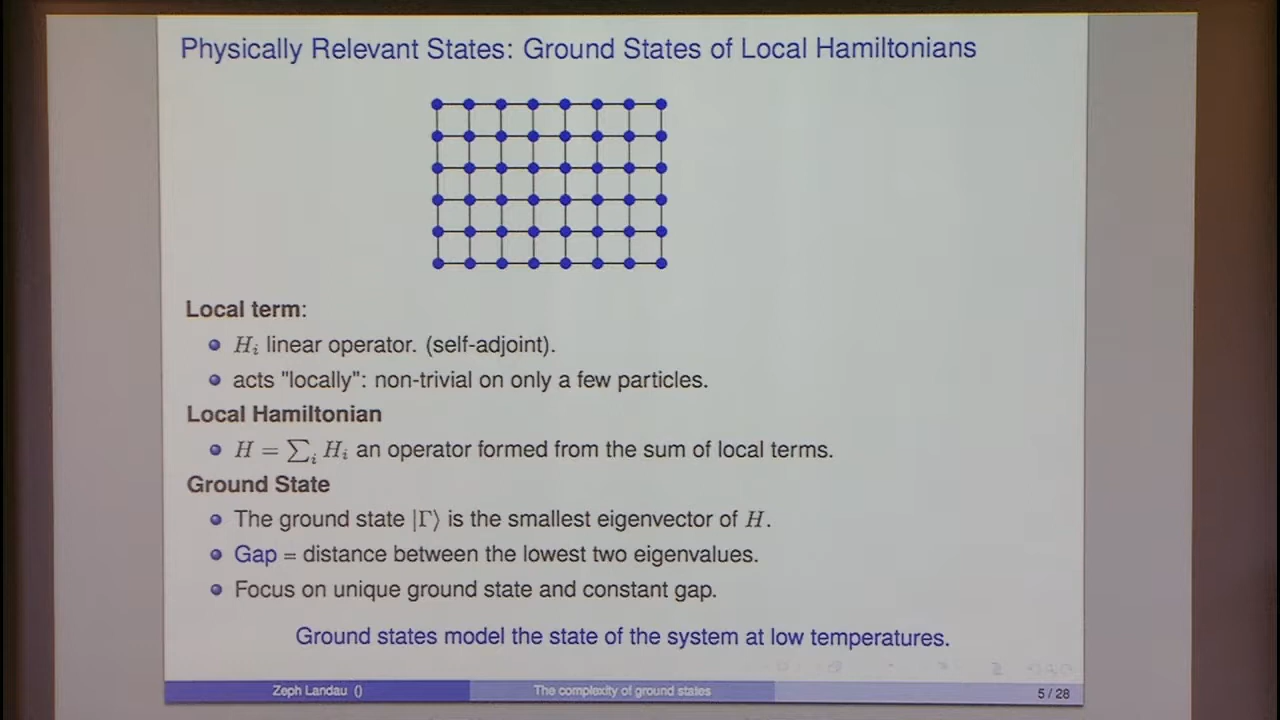 Physically Relevant States: Ground States of Local Hamiltonians
Local term:
H_i linear operator. (self-adjoint).
acts "locally": non-trivial on only a few particles.
Local Hamiltonian
H = ∑_i H_i an operator formed from the sum of local terms.
Ground State
The ground state |Γ⟩ is the smallest eigenvector of H.
Gap = distance between the lowest two eigenvalues.
Focus on unique ground state and constant gap.
Ground states model the state of the system at low temperatures.
Zeph Landau ()
The complexity of ground states
5 / 28